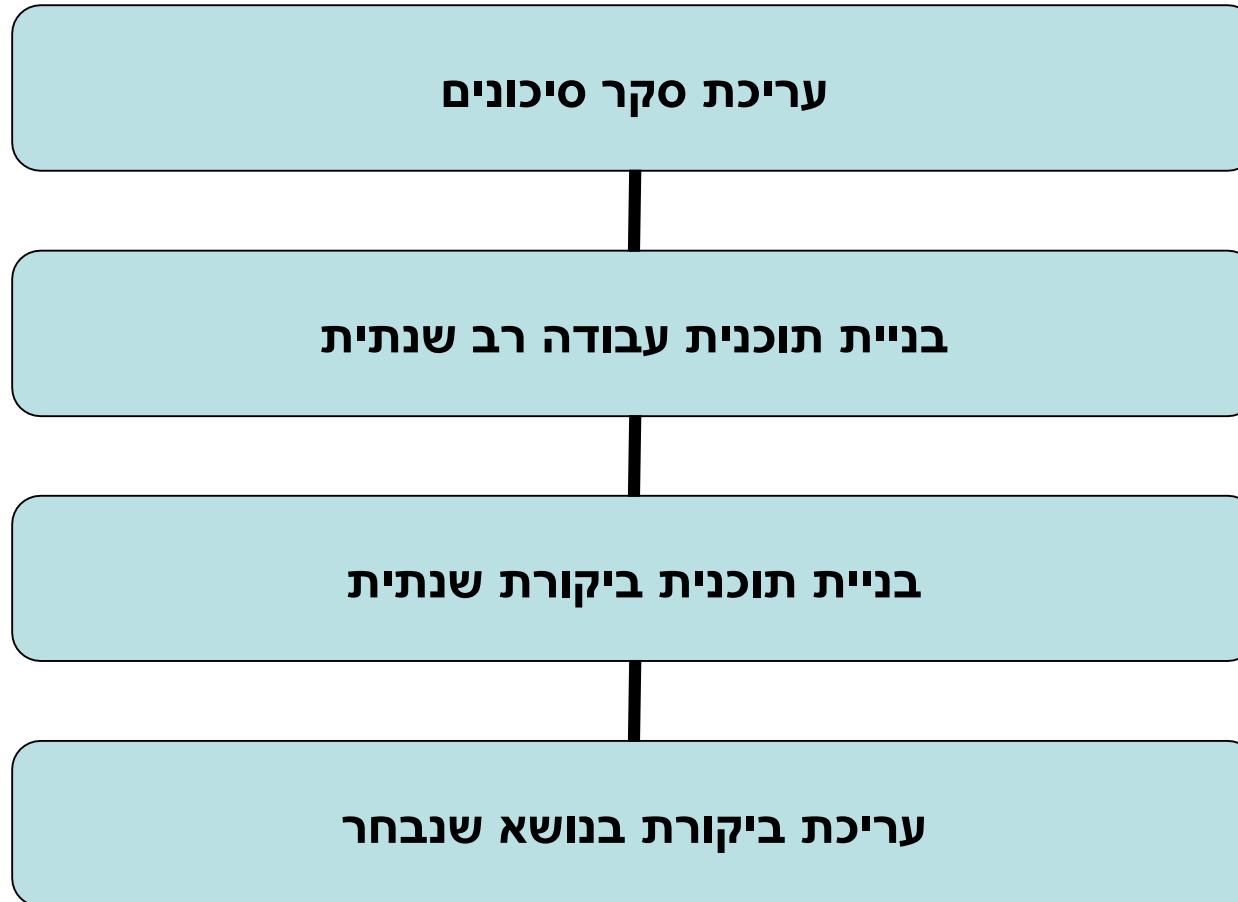 עריכת סקר סיכונים
בניית תוכנית עבודה רב שנתית
בניית תוכנית ביקורת שנתית
עריכת ביקורת בנושא שנבחר